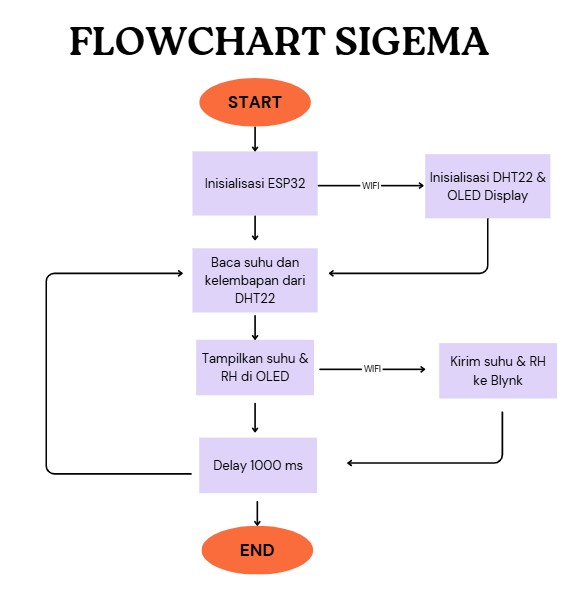 FLOWCHART SIGEMA
START
Inisialisasi ESP32
WIFI
Inisialisasi DHT22 &
OLED Display
Baca suhu dan
kelembapan dari
DHT22
Tampilkan suhu &
RH di OLED
WIFI
Kirim suhu & RH
ke Blynk
Delay 1000 ms
END